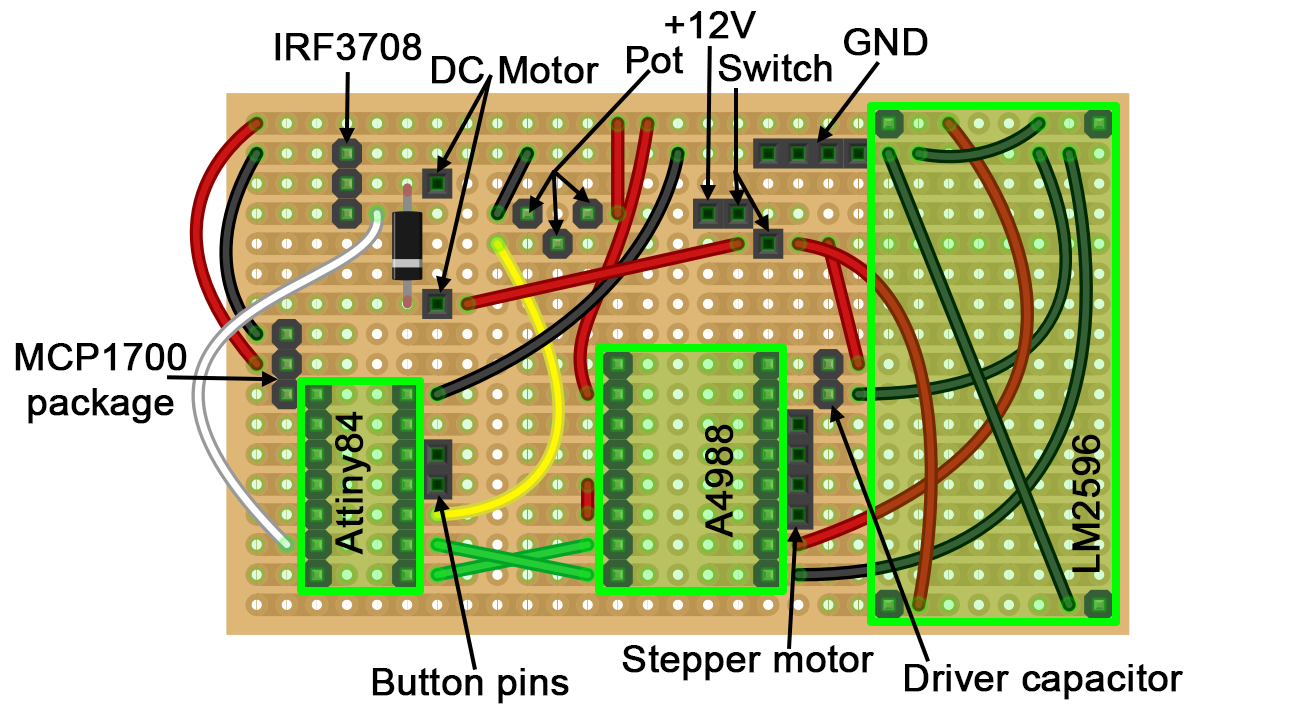 +12V
IRF3708
DC Motor
Pot
Switch
GND
MCP1700
package
Attiny84
A4988
LM2596
Button pins
Stepper motor
Driver capacitor